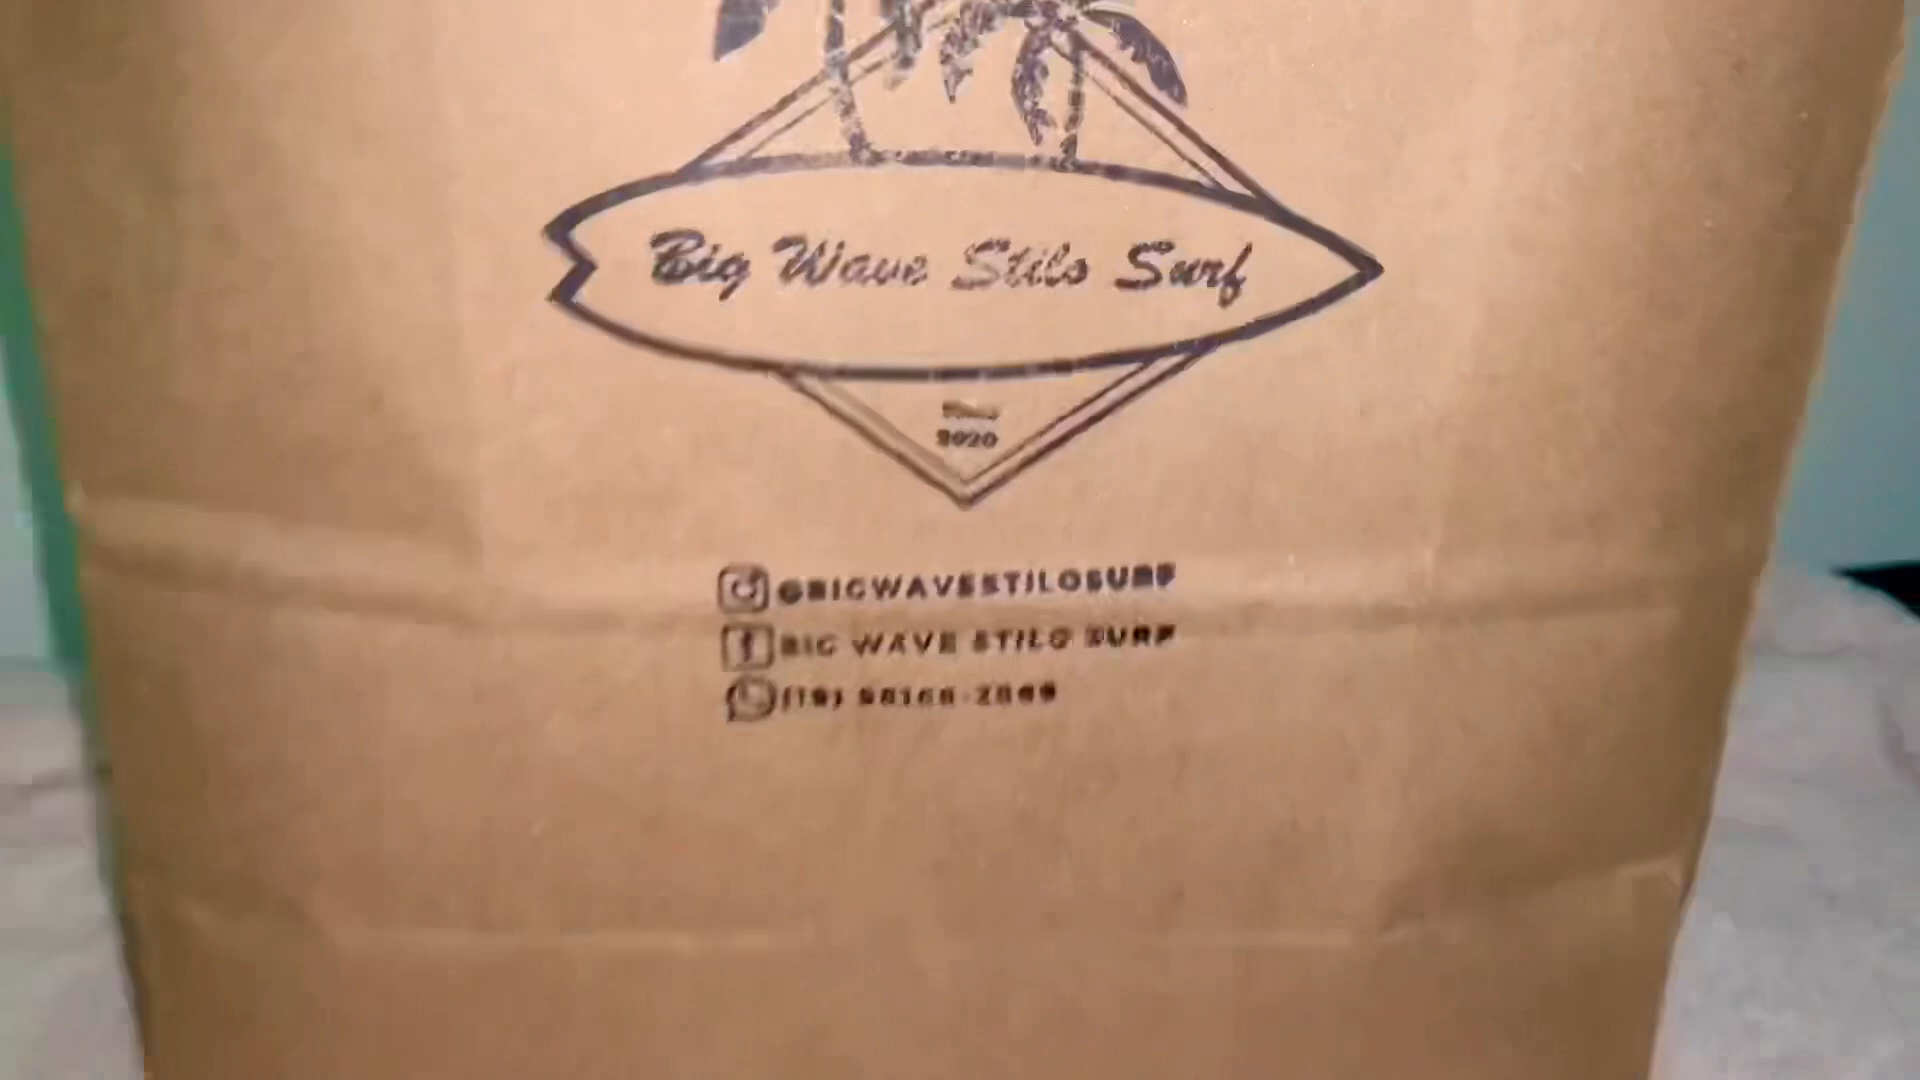 Big Wave Stilo Surf
2020
@BIGWAVESTILOSURF
BIG WAVE STILO SURF